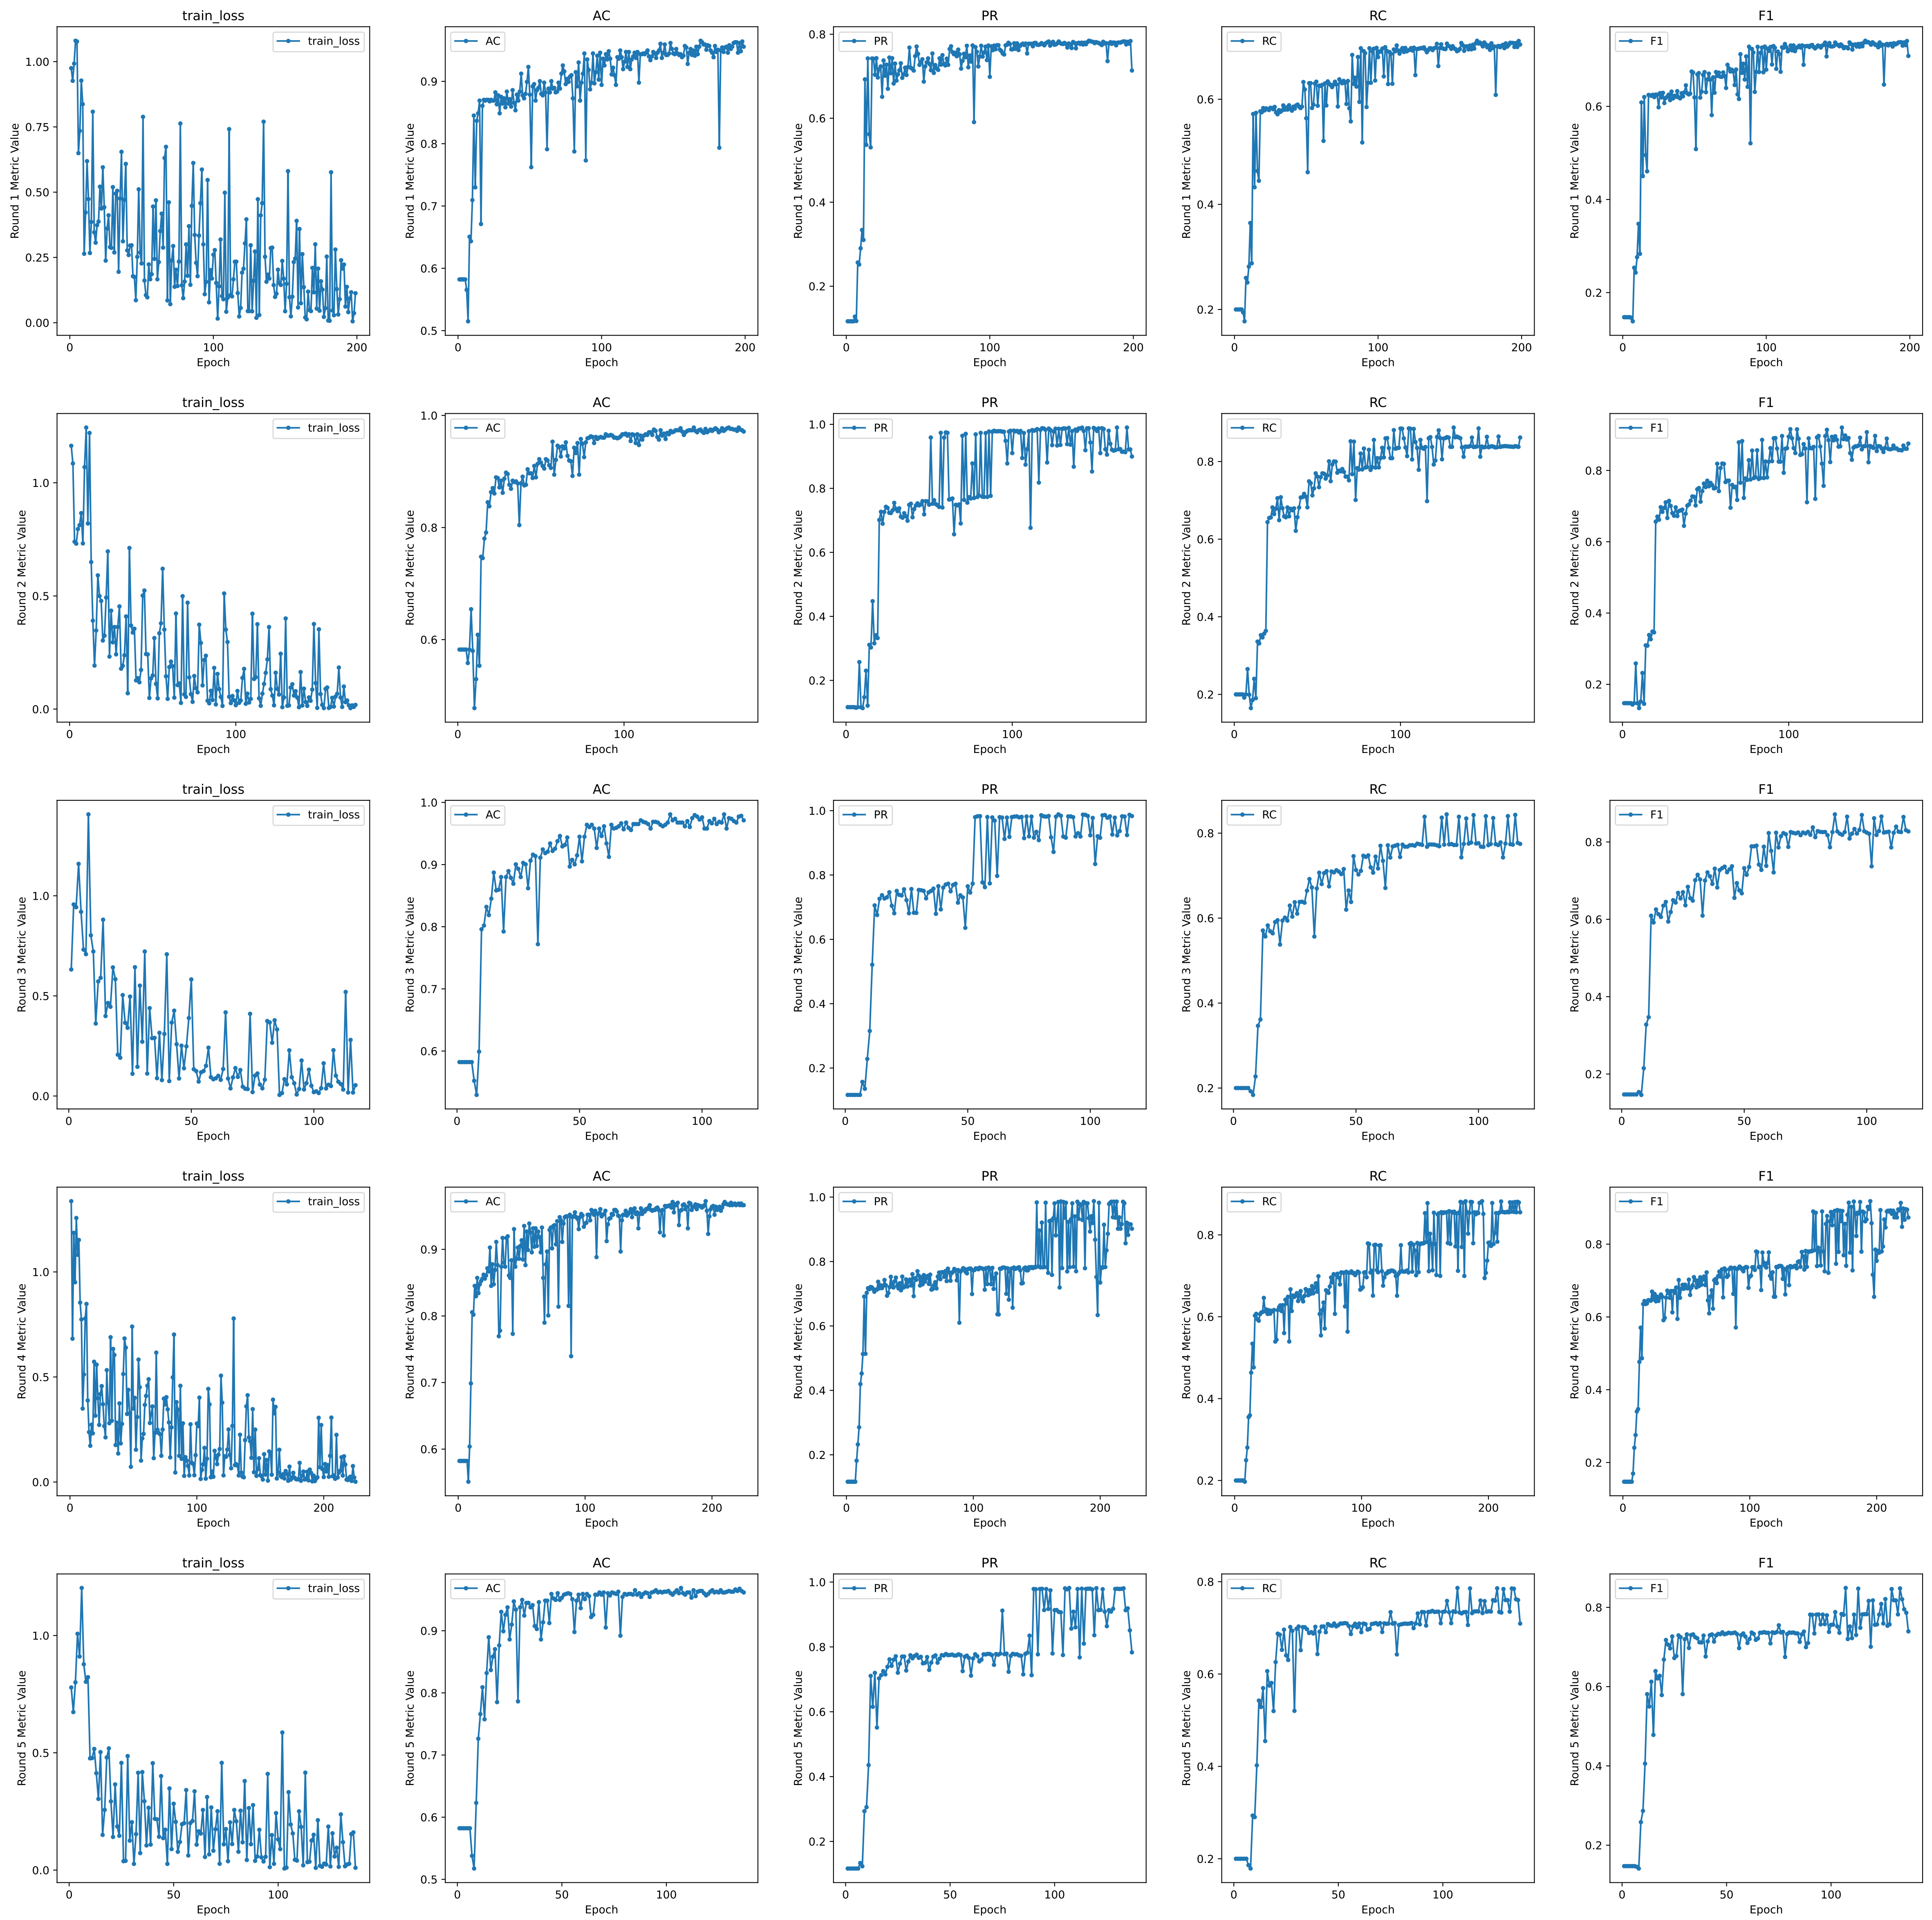 train_loss
train_loss
Round 1 Metric Value
1.00
0.75
0.50
0.25
0.00
0 100 200
Epoch
AC
AC
Round 1 Metric Value
0.9
0.8
0.7
0.6
0.5
0 100 200
Epoch
PR
PR
Round 1 Metric Value
0.8
0.6
0.4
0.2
0 100 200
Epoch
RC
RC
Round 1 Metric Value
0.6
0.4
0.2
0 100 200
Epoch
F1
F1
Round 1 Metric Value
0.6
0.4
0.2
0 100 200
Epoch
train_loss
train_loss
Round 2 Metric Value
1.0
0.5
0.0
0 100
Epoch
AC
AC
Round 2 Metric Value
1.0
0.8
0.6
0 100
Epoch
PR
PR
Round 2 Metric Value
1.0
0.8
0.6
0.4
0.2
0 100
Epoch
RC
RC
Round 2 Metric Value
0.8
0.6
0.4
0.2
0 100
Epoch
F1
F1
Round 2 Metric Value
0.8
0.6
0.4
0.2
0 100
Epoch
train_loss
train_loss
Round 3 Metric Value
1.0
0.5
0.0
0 50 100
Epoch
AC
AC
Round 3 Metric Value
1.0
0.9
0.8
0.7
0.6
0 50 100
Epoch
PR
PR
Round 3 Metric Value
1.0
0.8
0.6
0.4
0.2
0 50 100
Epoch
RC
RC
Round 3 Metric Value
0.8
0.6
0.4
0.2
0 50 100
Epoch
F1
F1
Round 3 Metric Value
0.8
0.6
0.4
0.2
0 50 100
Epoch
train_loss
train_loss
Round 4 Metric Value
1.0
0.5
0.0
0 100 200
Epoch
AC
AC
Round 4 Metric Value
0.9
0.8
0.7
0.6
0 100 200
Epoch
PR
PR
Round 4 Metric Value
1.0
0.8
0.6
0.4
0.2
0 100 200
Epoch
RC
RC
Round 4 Metric Value
0.8
0.6
0.4
0.2
0 100 200
Epoch
F1
F1
Round 4 Metric Value
0.8
0.6
0.4
0.2
0 100 200
Epoch
train_loss
train_loss
Round 5 Metric Value
1.0
0.5
0.0
0 50 100
Epoch
AC
AC
Round 5 Metric Value
0.9
0.8
0.7
0.6
0.5
0 50 100
Epoch
PR
PR
Round 5 Metric Value
1.0
0.8
0.6
0.4
0.2
0 50 100
Epoch
RC
RC
Round 5 Metric Value
0.8
0.6
0.4
0.2
0 50 100
Epoch
F1
F1
Round 5 Metric Value
0.8
0.6
0.4
0.2
0 50 100
Epoch